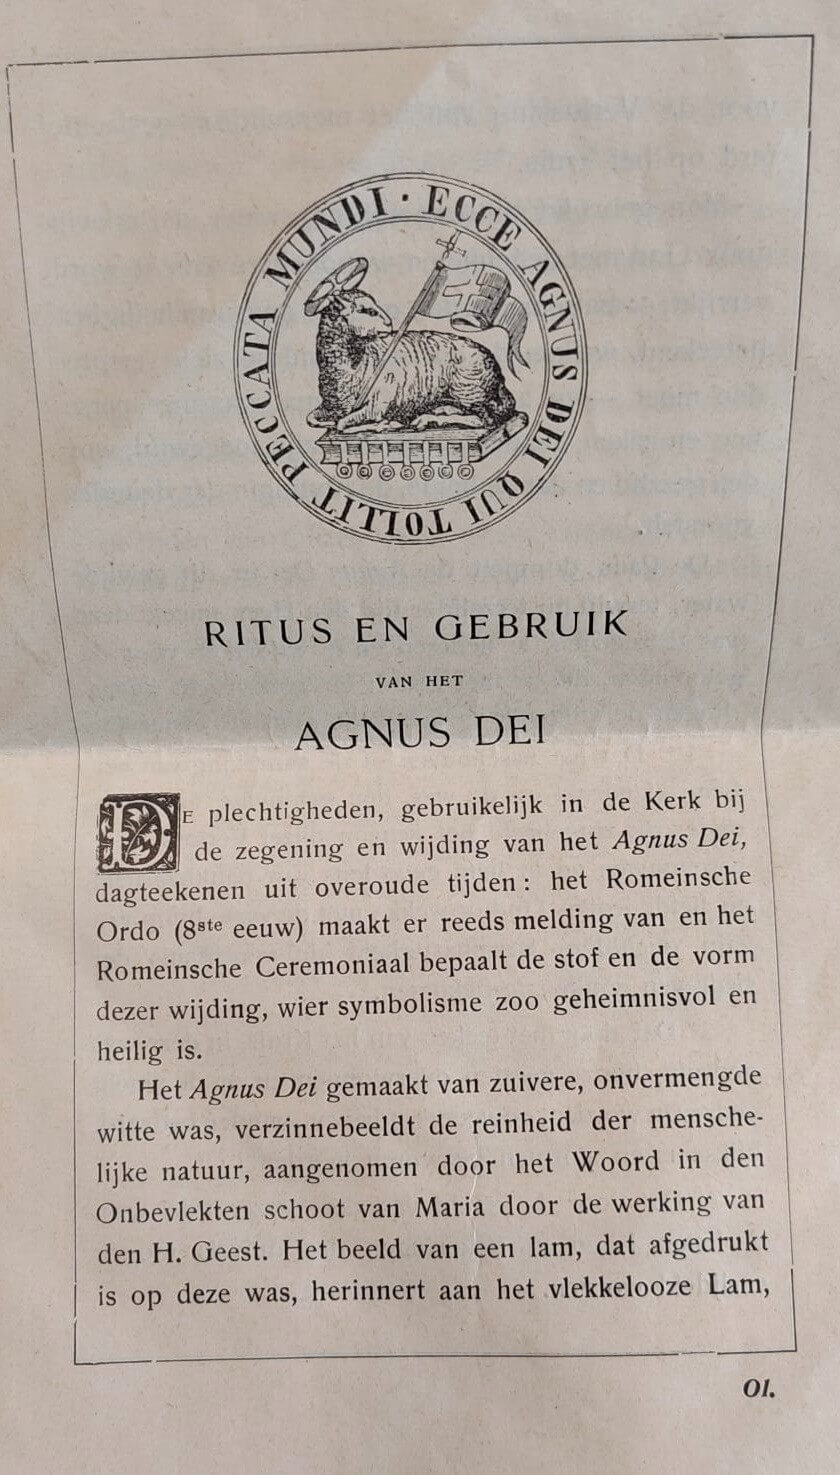 ECCE AGNUS DEI QUI TOLLIT PECCATA MUNDI ·
RITUS EN GEBRUIK
VAN HET
AGNUS DEI
DE plechtigheden, gebruikelijk in de Kerk bij
de zegening en wijding van het Agnus Dei,
dagteekenen uit overoude tijden : het Romeinsche
Ordo (8ste eeuw) maakt er reeds melding van en het
Romeinsche Ceremoniaal bepaalt de stof en de vorm
dezer wijding, wier symbolisme zoo geheimnisvol en
heilig is.
Het Agnus Dei gemaakt van zuivere, onvermengde
witte was, verzinnebeeldt de reinheid der mensche-
lijke natuur, aangenomen door het Woord in den
Onbevlekten schoot van Maria door de werking van
den H. Geest. Het beeld van een lam, dat afgedrukt
is op deze was, herinnert aan het vlekkelooze Lam,
Ol.